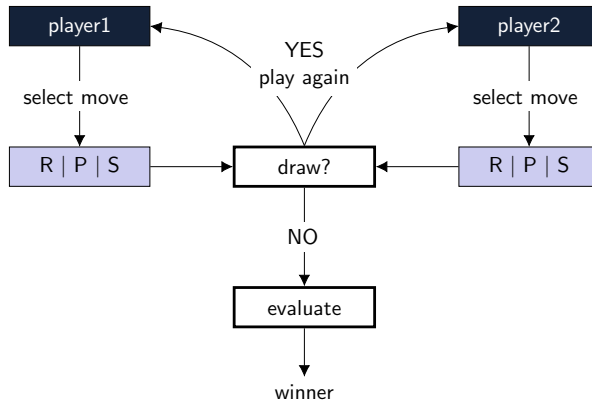 player1
player2
YES
play again
select move
select move
R | P | S
draw?
R | P | S
NO
evaluate
winner